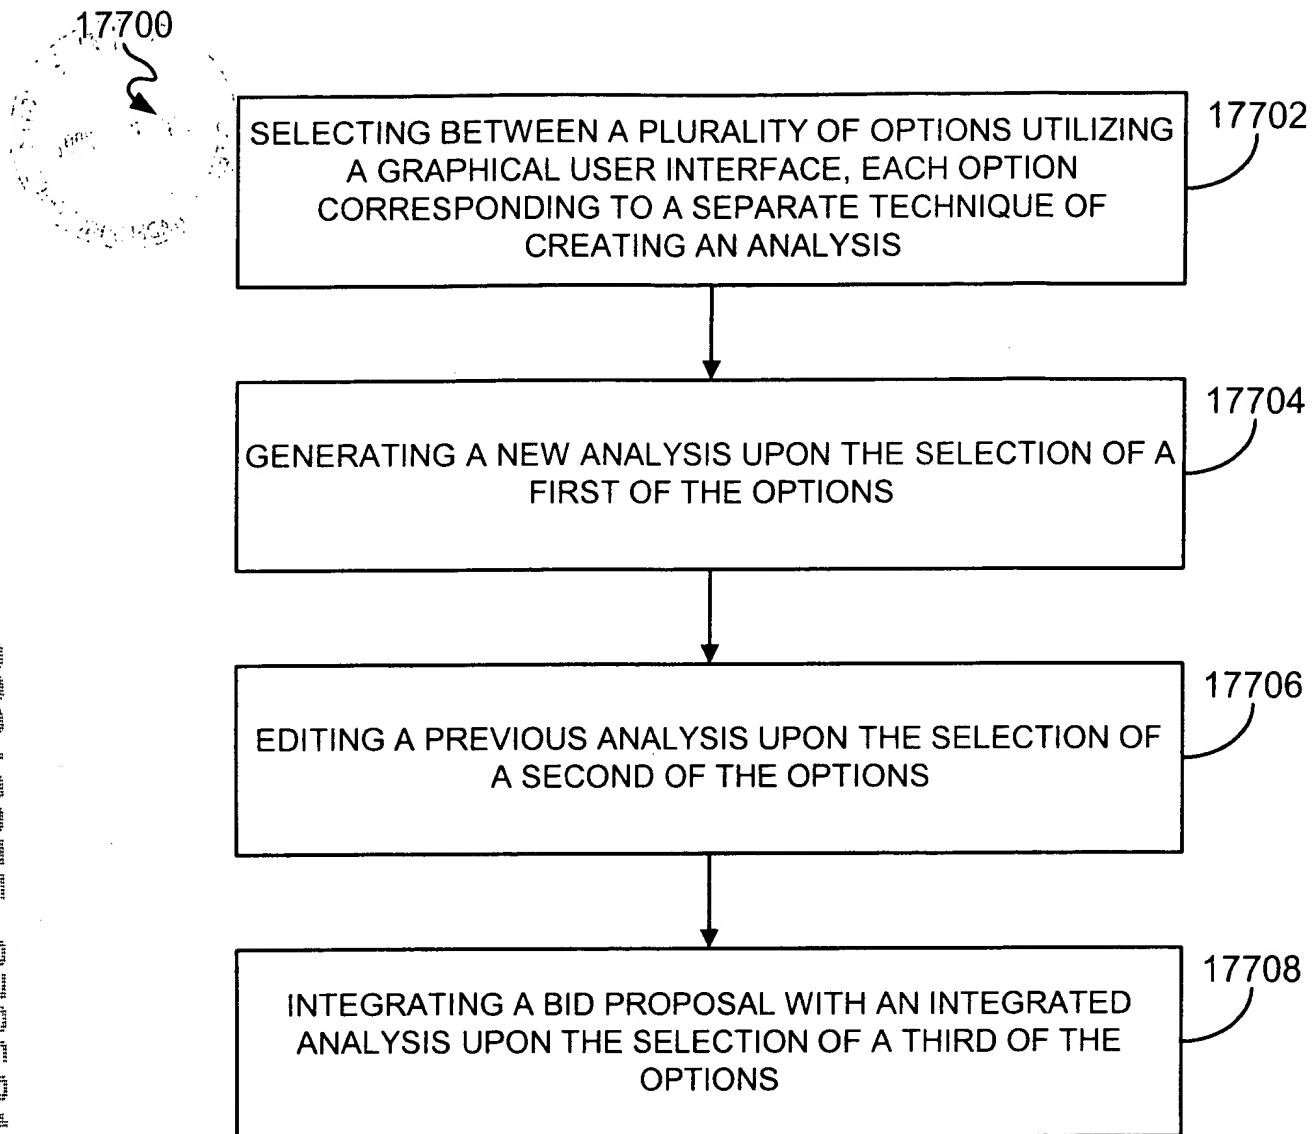 17700
SELECTING BETWEEN A PLURALITY OF OPTIONS UTILIZING
A GRAPHICAL USER INTERFACE, EACH OPTION
CORRESPONDING TO A SEPARATE TECHNIQUE OF
CREATING AN ANALYSIS
17702
GENERATING A NEW ANALYSIS UPON THE SELECTION OF A
FIRST OF THE OPTIONS
17704
EDITING A PREVIOUS ANALYSIS UPON THE SELECTION OF
A SECOND OF THE OPTIONS
17706
INTEGRATING A BID PROPOSAL WITH AN INTEGRATED
ANALYSIS UPON THE SELECTION OF A THIRD OF THE
OPTIONS
17708